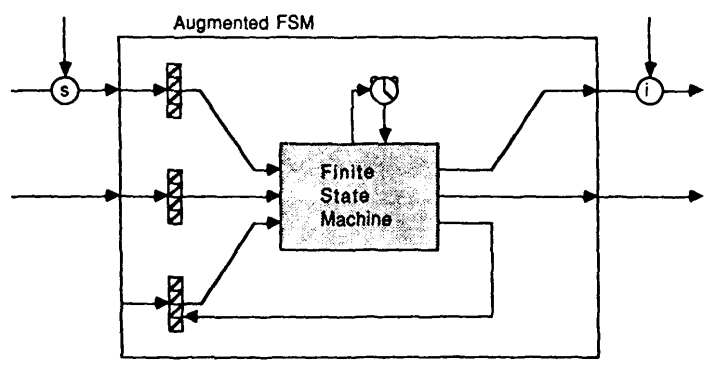 Augmented FSM
s
i
Finite
State
Machine